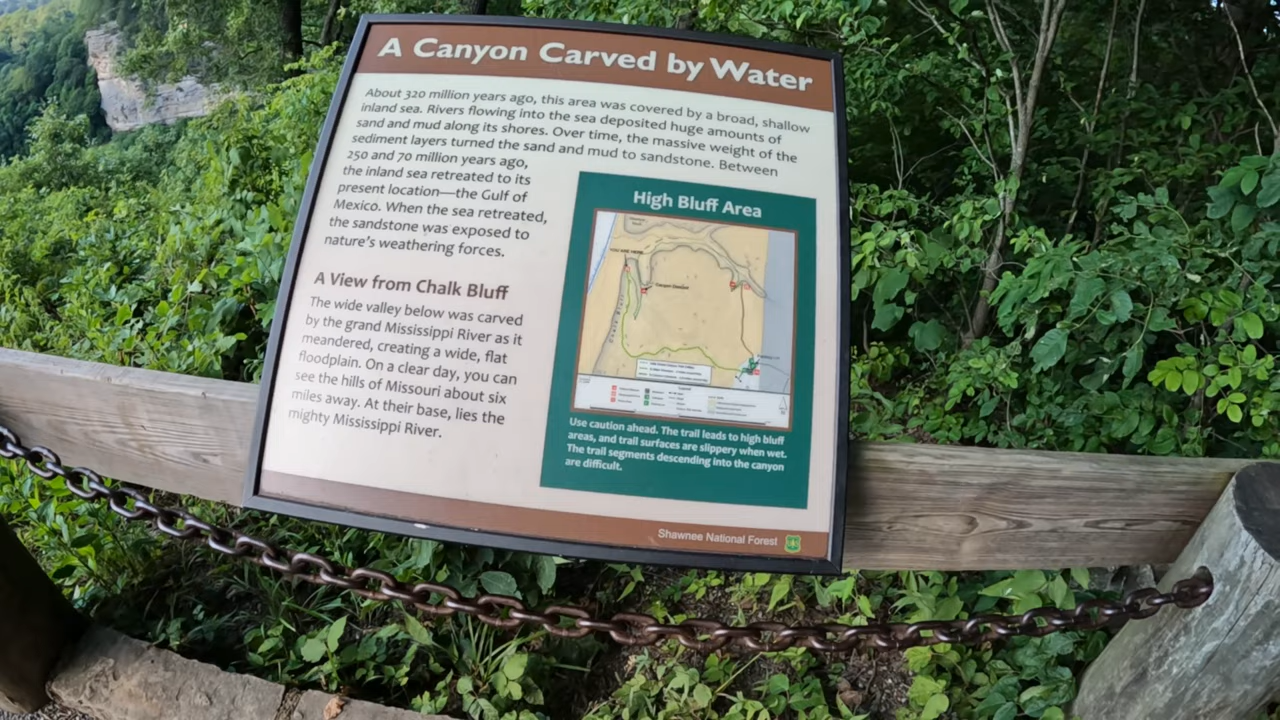 A Canyon Carved by Water
About 320 million years ago, this area was covered by a broad, shallow
inland sea. Rivers flowing into the sea deposited huge amounts of
sand and mud along its shores. Over time, the massive weight of the
sediment layers turned the sand and mud to sandstone. Between
250 and 70 million years ago,
the inland sea retreated to its
present location—the Gulf of
Mexico. When the sea retreated,
the sandstone was exposed to
nature's weathering forces.
A View from Chalk Bluff
The wide valley below was carved
by the grand Mississippi River as it
meandered, creating a wide, flat
floodplain. On a clear day, you can
see the hills of Missouri about six
miles away. At their base, lies the
mighty Mississippi River.
High Bluff Area
Use caution ahead. The trail leads to high bluff
areas, and trail surfaces are slippery when wet.
The trail segments descending into the canyon
are difficult.
Shawnee National Forest